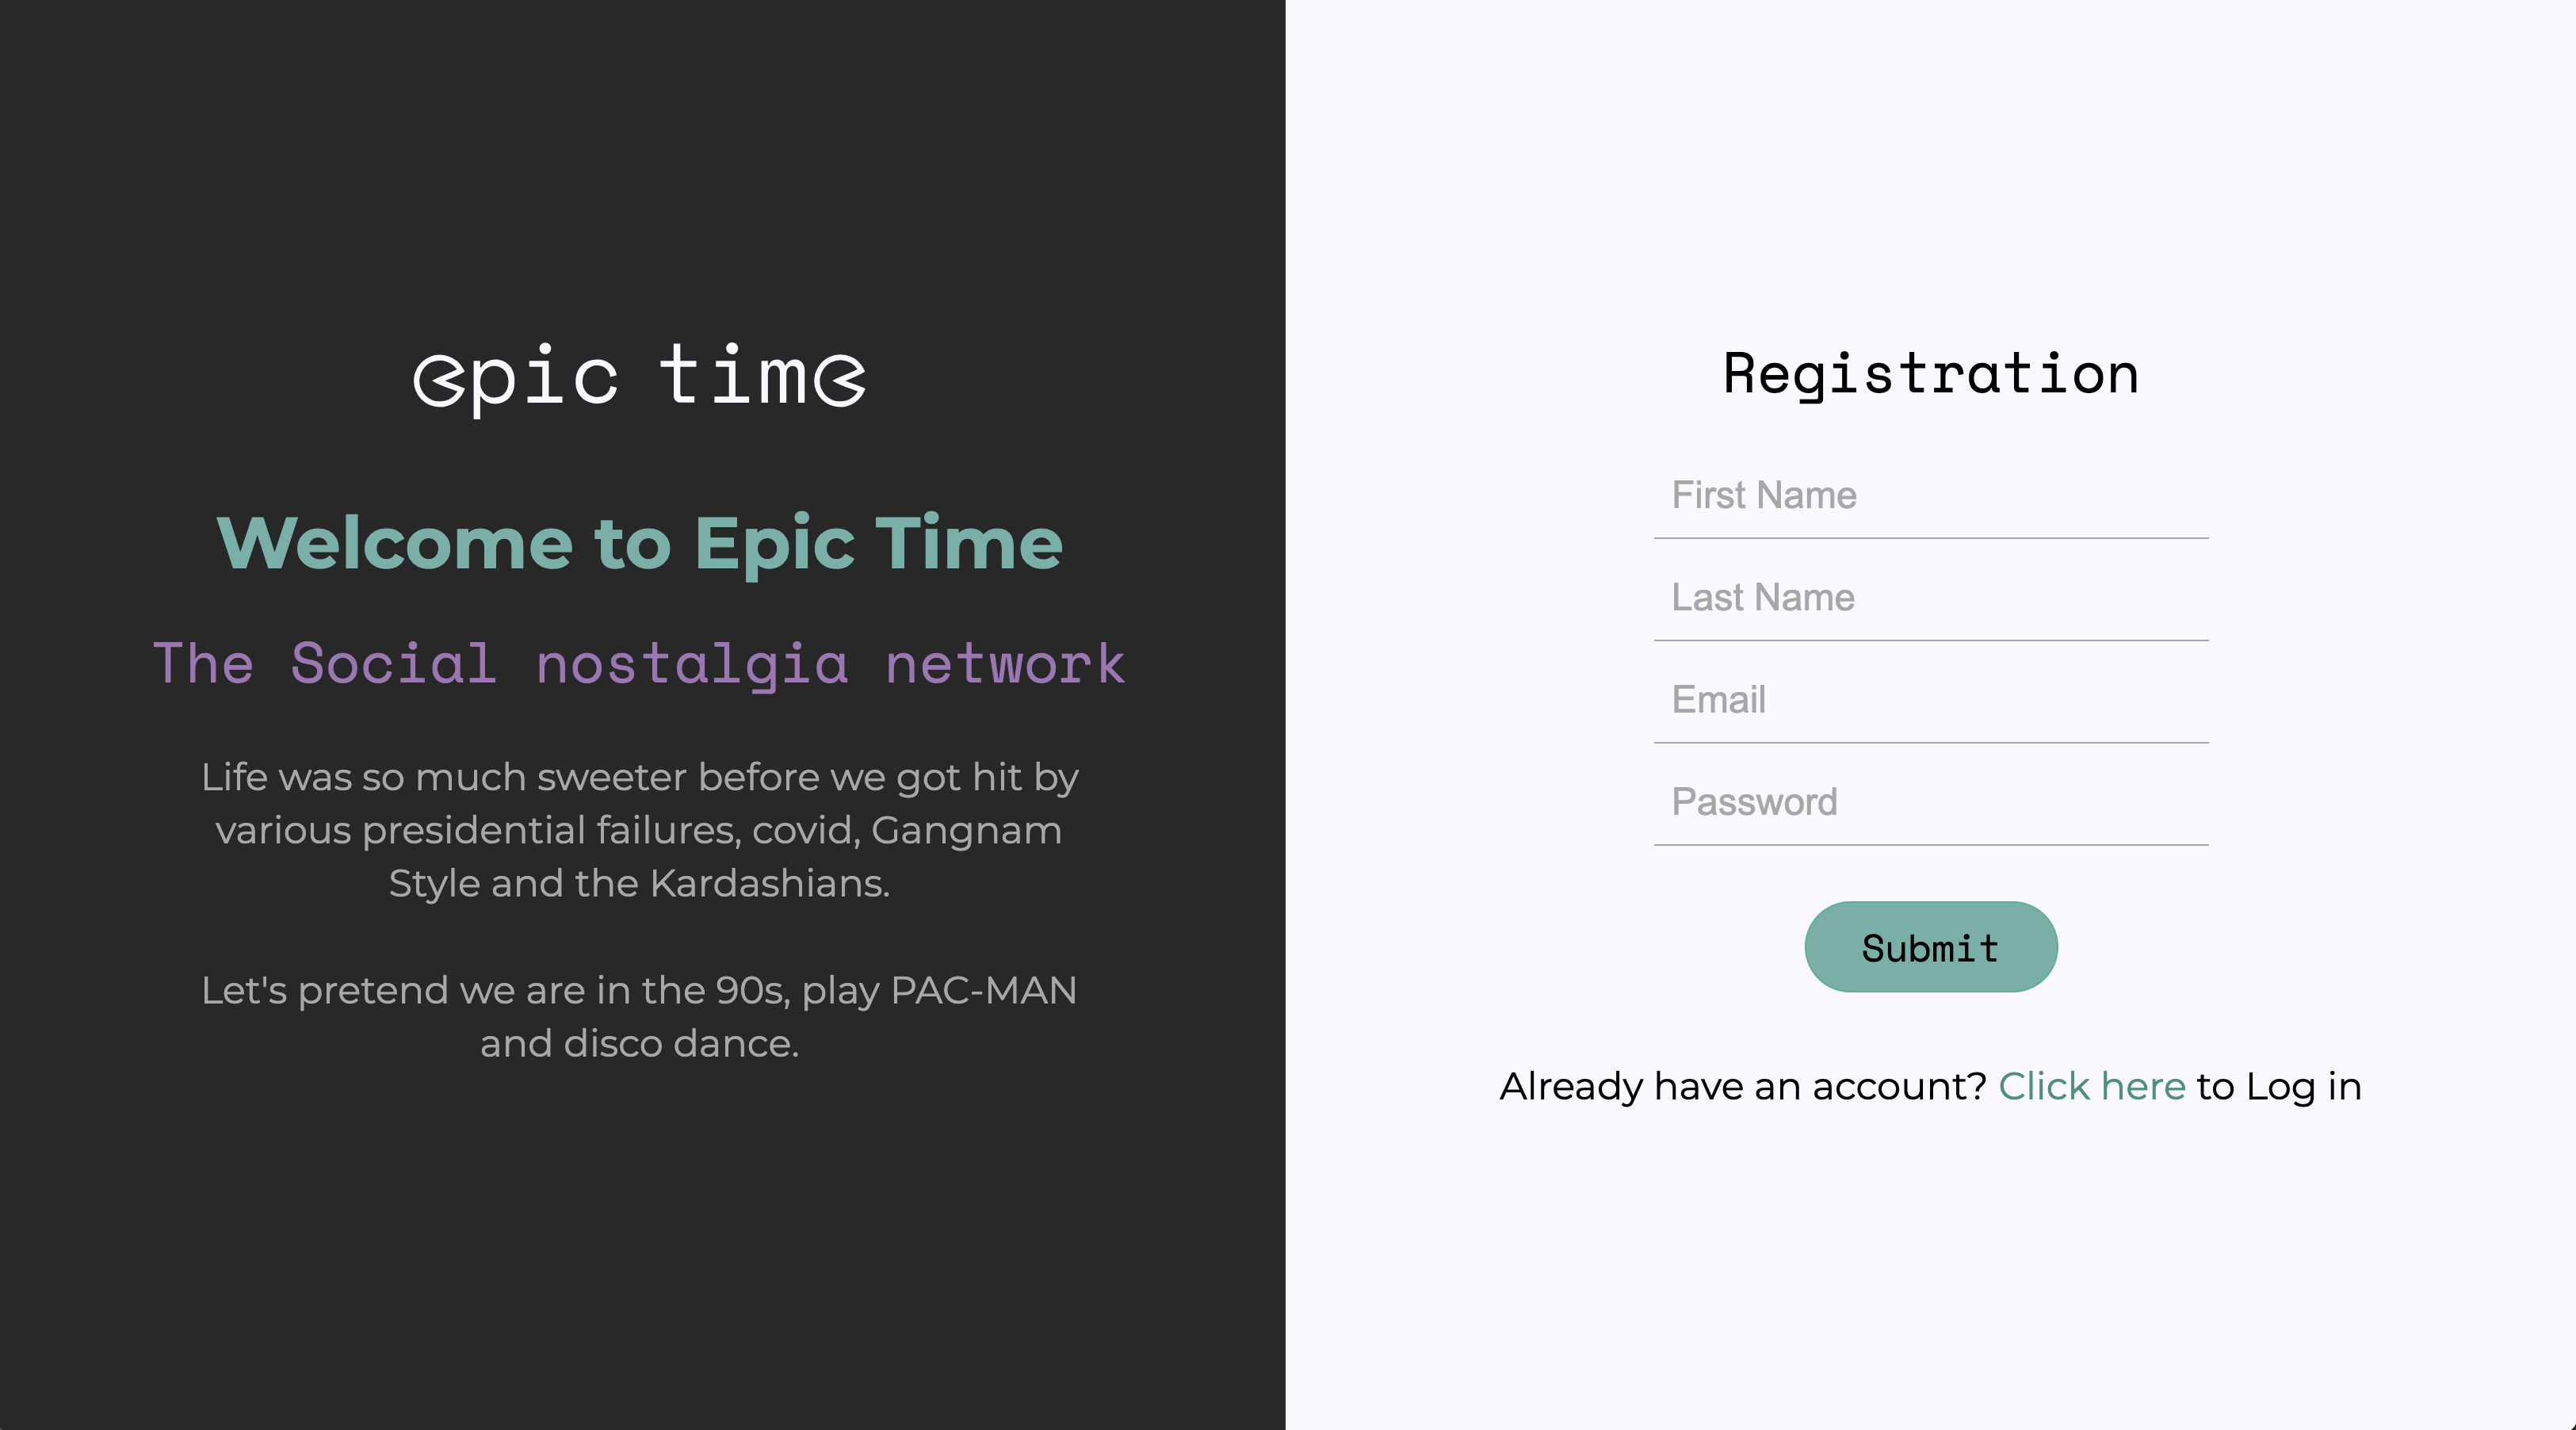 epic time
Welcome to Epic Time
The Social nostalgia network
Life was so much sweeter before we got hit by
various presidential failures, covid, Gangnam
Style and the Kardashians.
Let's pretend we are in the 90s, play PAC-MAN
and disco dance.
Registration
First Name
Last Name
Email
Password
Submit
Already have an account? Click here to Log in